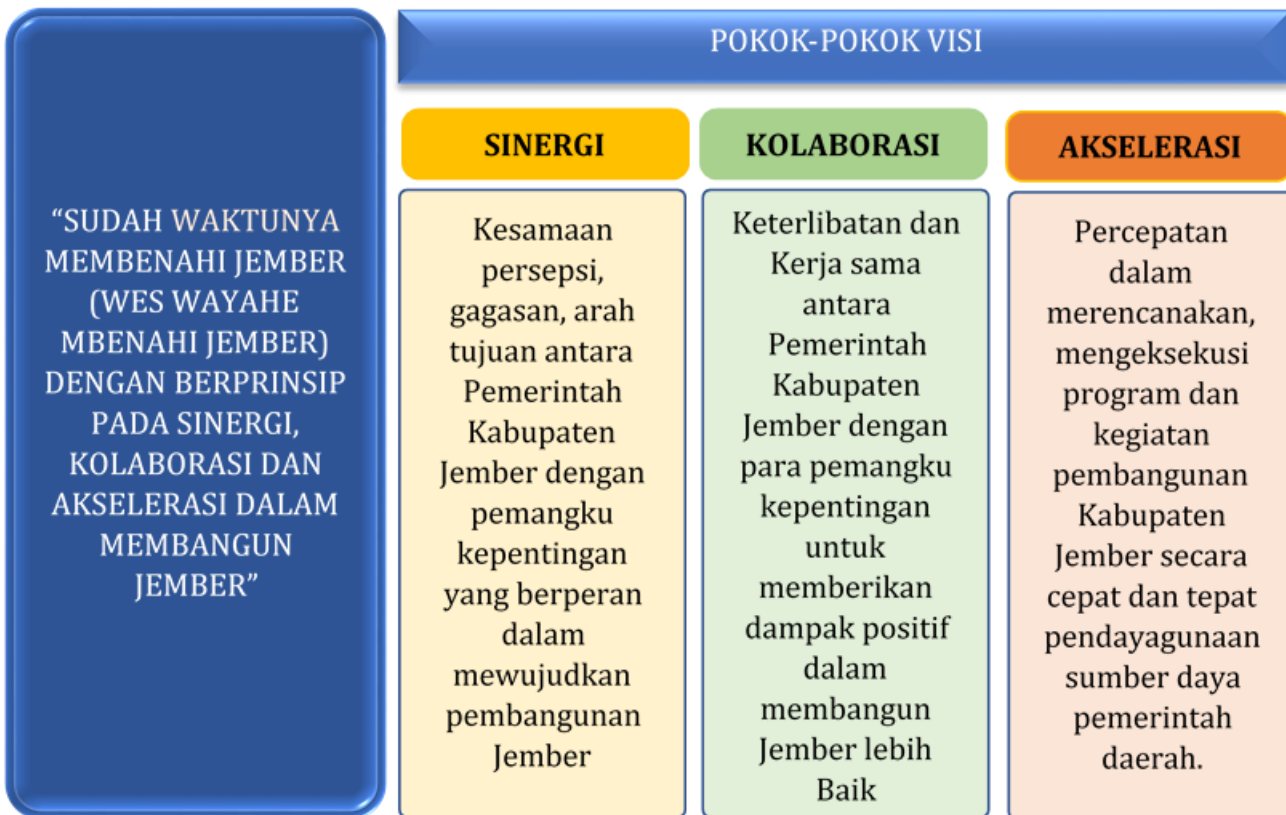 “SUDAH WAKTUNYA
MEMBENAHI JEMBER
(WES WAYAHE
MBENAHI JEMBER)
DENGAN BERPRINSIP
PADA SINERGI,
KOLABORASI DAN
AKSELERASI DALAM
MEMBANGUN
JEMBER”
POKOK-POKOK VISI
SINERGI
Kesamaan
persepsi,
gagasan, arah
tujuan antara
Pemerintah
Kabupaten
Jember dengan
pemangku
kepentingan
yang berperan
dalam
mewujudkan
pembangunan
Jember
KOLABORASI
Keterlibatan dan
Kerja sama
antara
Pemerintah
Kabupaten
Jember dengan
para pemangku
kepentingan
untuk
memberikan
dampak positif
dalam
membangun
Jember lebih
Baik
AKSELERASI
Percepatan
dalam
merencanakan,
mengeksekusi
program dan
kegiatan
pembangunan
Kabupaten
Jember secara
cepat dan tepat
pendayagunaan
sumber daya
pemerintah
daerah.